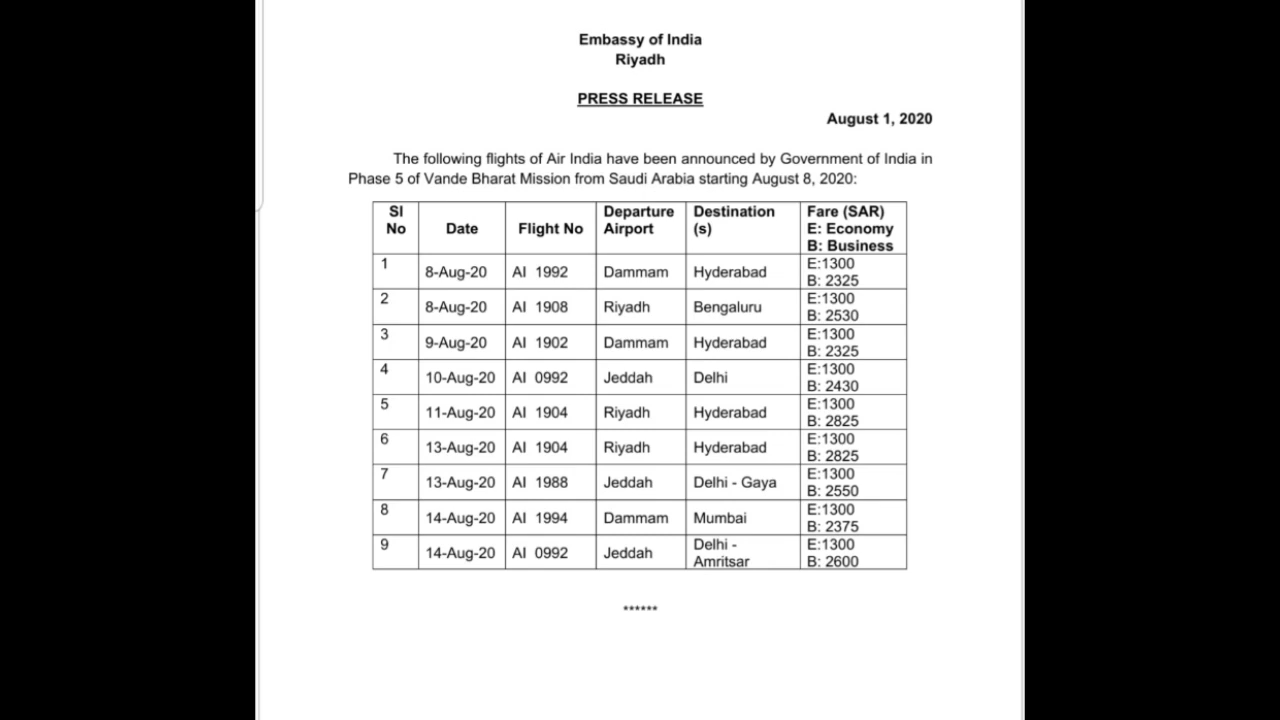 Embassy of India
Riyadh
PRESS RELEASE
August 1, 2020
The following flights of Air India have been announced by Government of India in
Phase 5 of Vande Bharat Mission from Saudi Arabia starting August 8, 2020:
Sl No Date Flight No Departure Airport Destination (s) Fare (SAR) E: Economy B: Business
1 8-Aug-20 AI 1992 Dammam Hyderabad E:1300 B: 2325
2 8-Aug-20 AI 1908 Riyadh Bengaluru E:1300 B: 2530
3 9-Aug-20 AI 1902 Dammam Hyderabad E:1300 B: 2325
4 10-Aug-20 AI 0992 Jeddah Delhi E:1300 B: 2430
5 11-Aug-20 AI 1904 Riyadh Hyderabad E:1300 B: 2825
6 13-Aug-20 AI 1904 Riyadh Hyderabad E:1300 B: 2825
7 13-Aug-20 AI 1988 Jeddah Delhi - Gaya E:1300 B: 2550
8 14-Aug-20 AI 1994 Dammam Mumbai E:1300 B: 2375
9 14-Aug-20 AI 0992 Jeddah Delhi - Amritsar E:1300 B: 2600
******